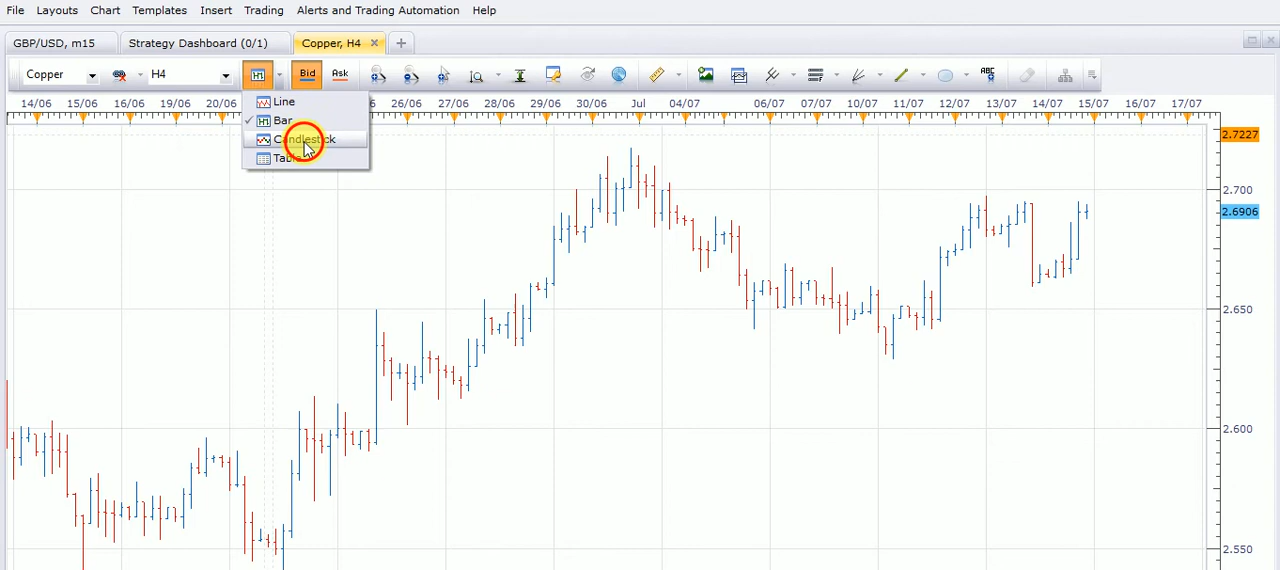 File Layouts Chart Templates Insert Trading Alerts and Trading Automation Help
GBP/USD, m15 Strategy Dashboard (0/1) Copper, H4
Copper H4 Bid Ask ABC
14/06 16/06 19/06 20/06 26/06 27/06 28/06 29/06 30/06 Jul 04/07 06/07 07/07 10/07 11/07 12/07 13/07 14/07 15/07 16/07 17/07
Line
Bar
Candlestick
Table
2.7227
2.700
2.6906
2.650
2.600
2.550